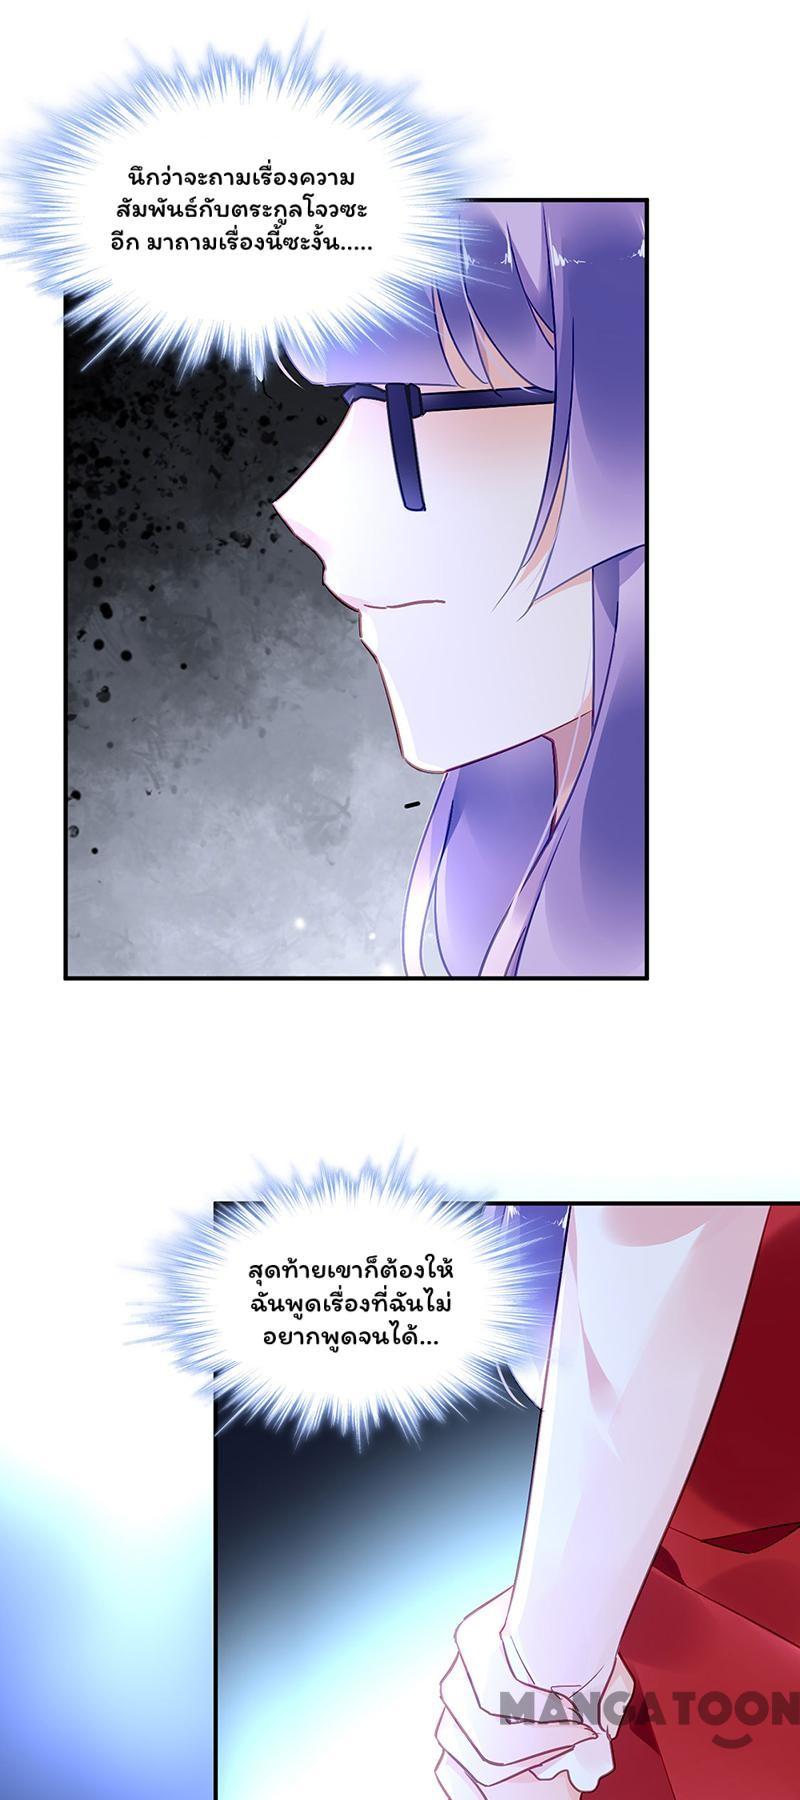 นึกว่าจะถามเรื่องความ
สัมพันธ์กับตระกูลโจวซะ
อีก มาถามเรื่องนี้ซะงั้น.....
สุดท้ายเขาก็ต้องให้
ฉันพูดเรื่องที่ฉันไม่
อยากพูดจนได้...
MANGATOON